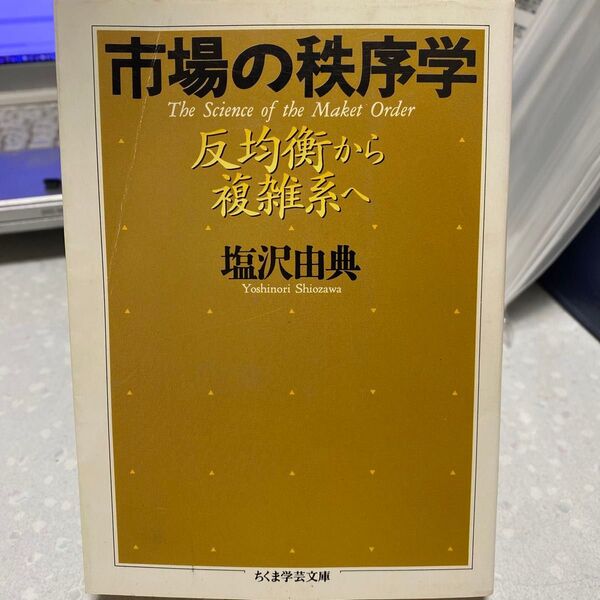 市場の秩序学
The Science of the Maket Order
反均衡から
複雑系へ
塩沢由典
Yoshinori Shiozawa
ちくま学芸文庫